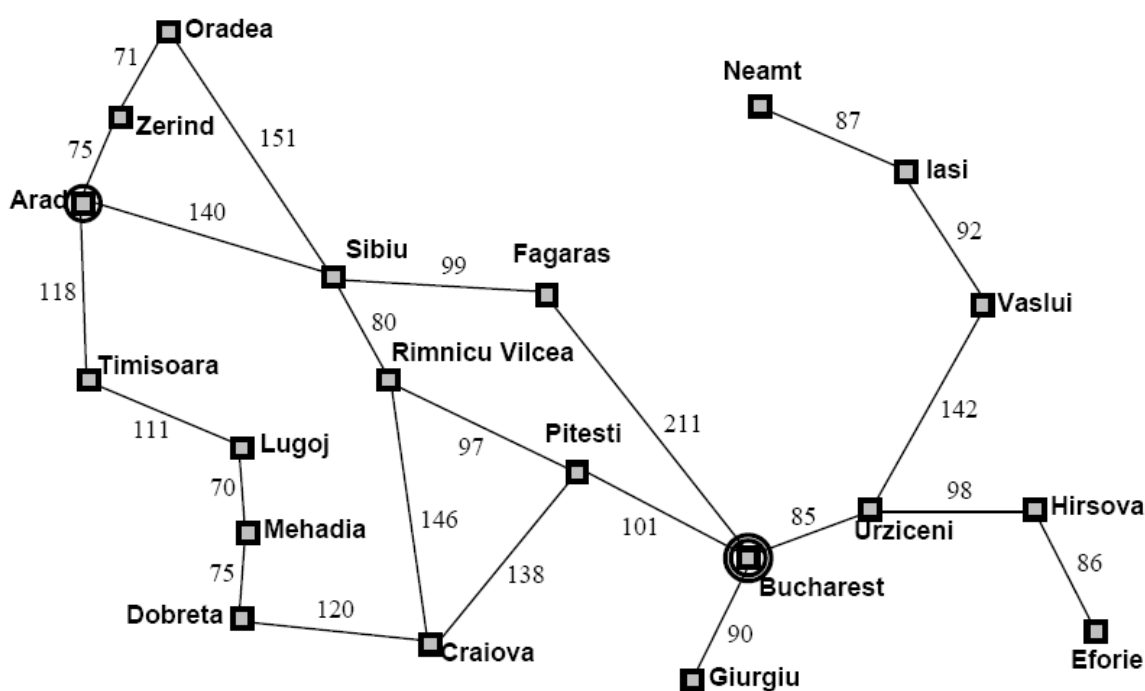 Oradea
71
Neamt
Zerind
87
151
75
Iasi
Arad
140
92
Sibiu
Fagaras
99
118
Vaslui
80
Timisoara
Rimnicu Vilcea
142
111
211
Lugoj
97
Pitesti
70
98
Hirsova
146
85
Mehadia
101
Urziceni
138
86
75
Bucharest
Dobreta
120
90
Craiova
Eforie
Giurgiu